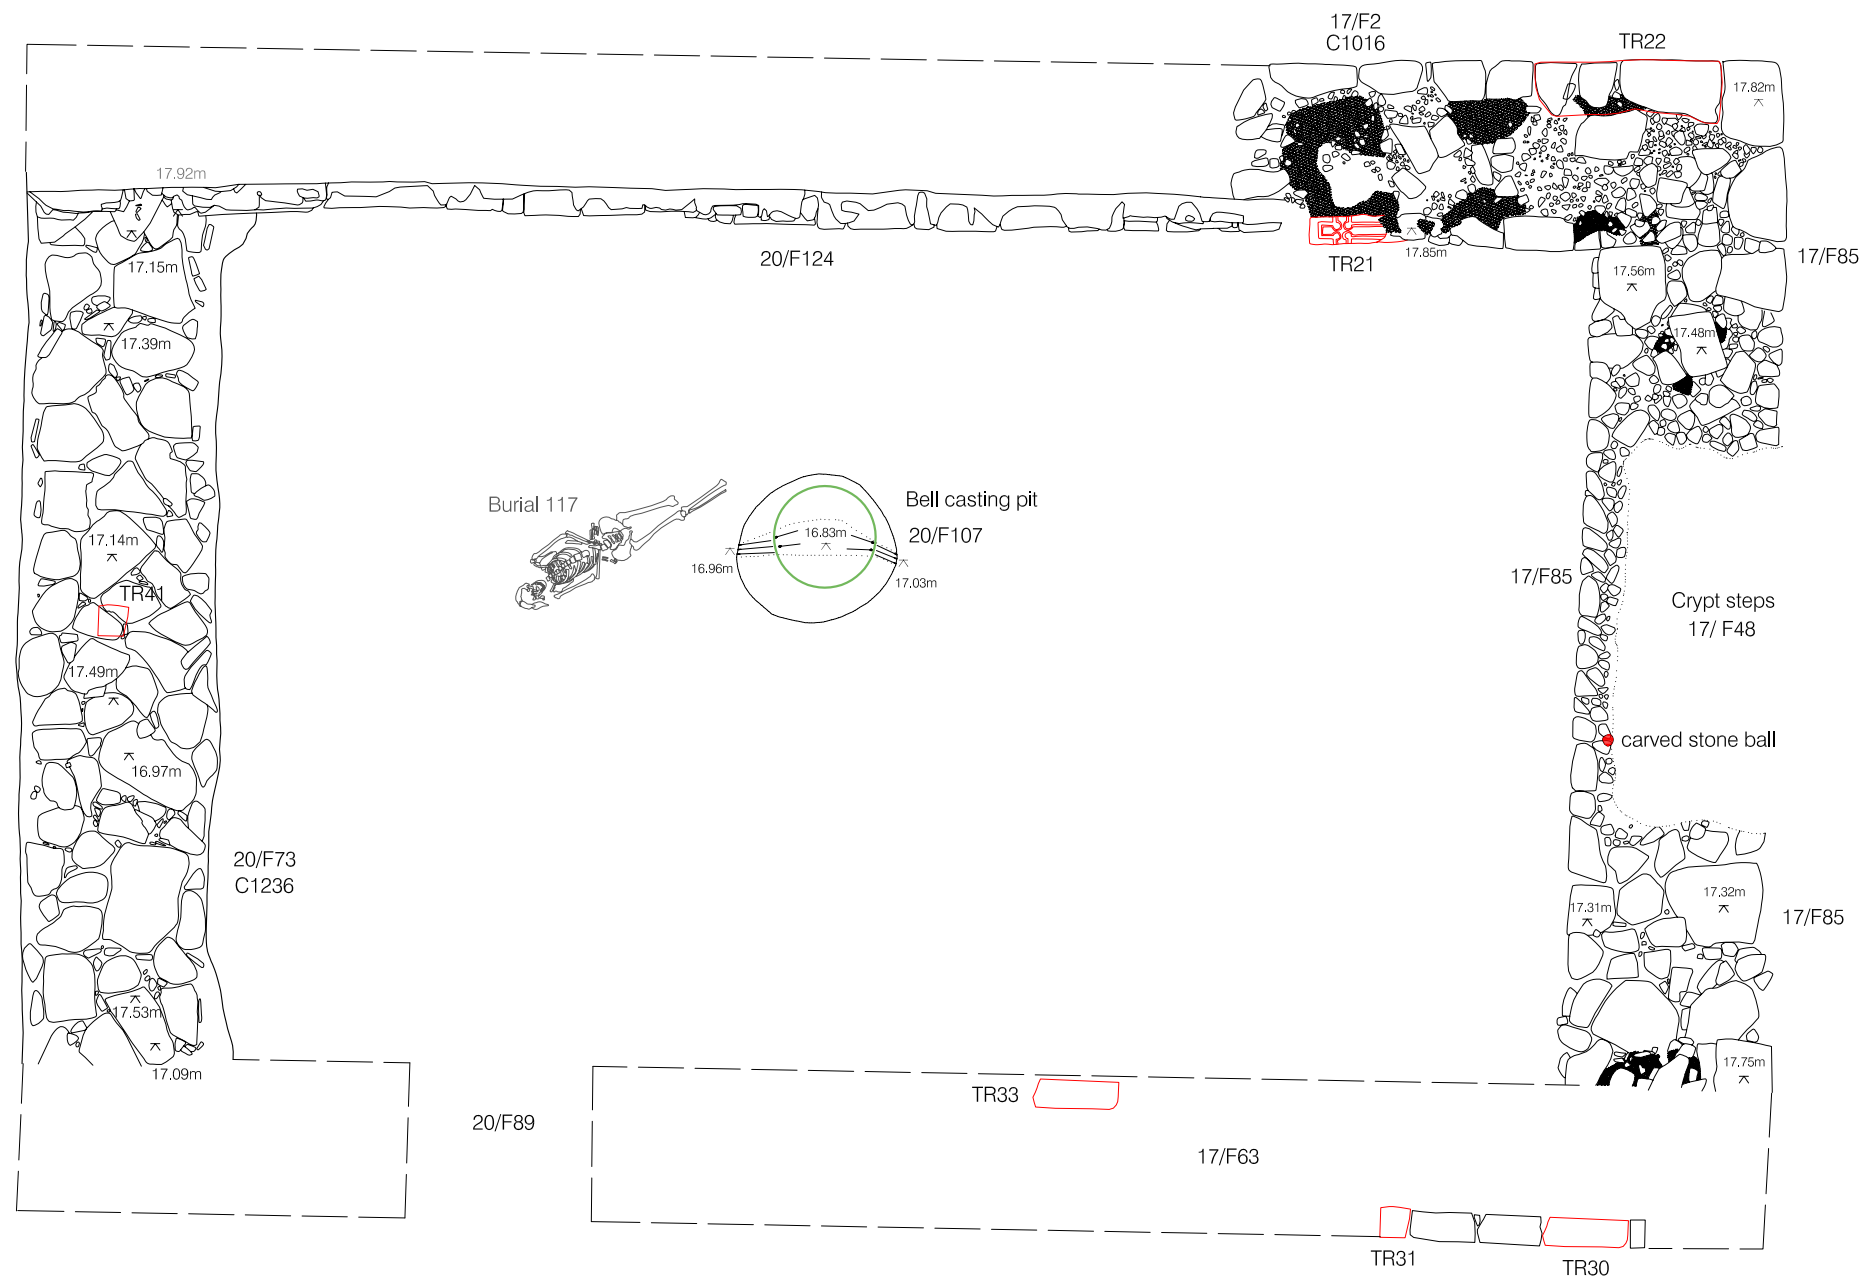 17/F2
C1016
TR22
17.82m
17.92m
17.15m
20/F124
TR21
17.85m
17.56m
17/F85
17.39m
17.48m
Burial 117
Bell casting pit
20/F107
16.83m
16.96m
17.03m
17.14m
TR41
17/F85
Crypt steps
17/ F48
17.49m
carved stone ball
16.97m
20/F73
C1236
17.31m
17.32m
17/F85
17.53m
17.09m
17.75m
TR33
20/F89
17/F63
TR31
TR30